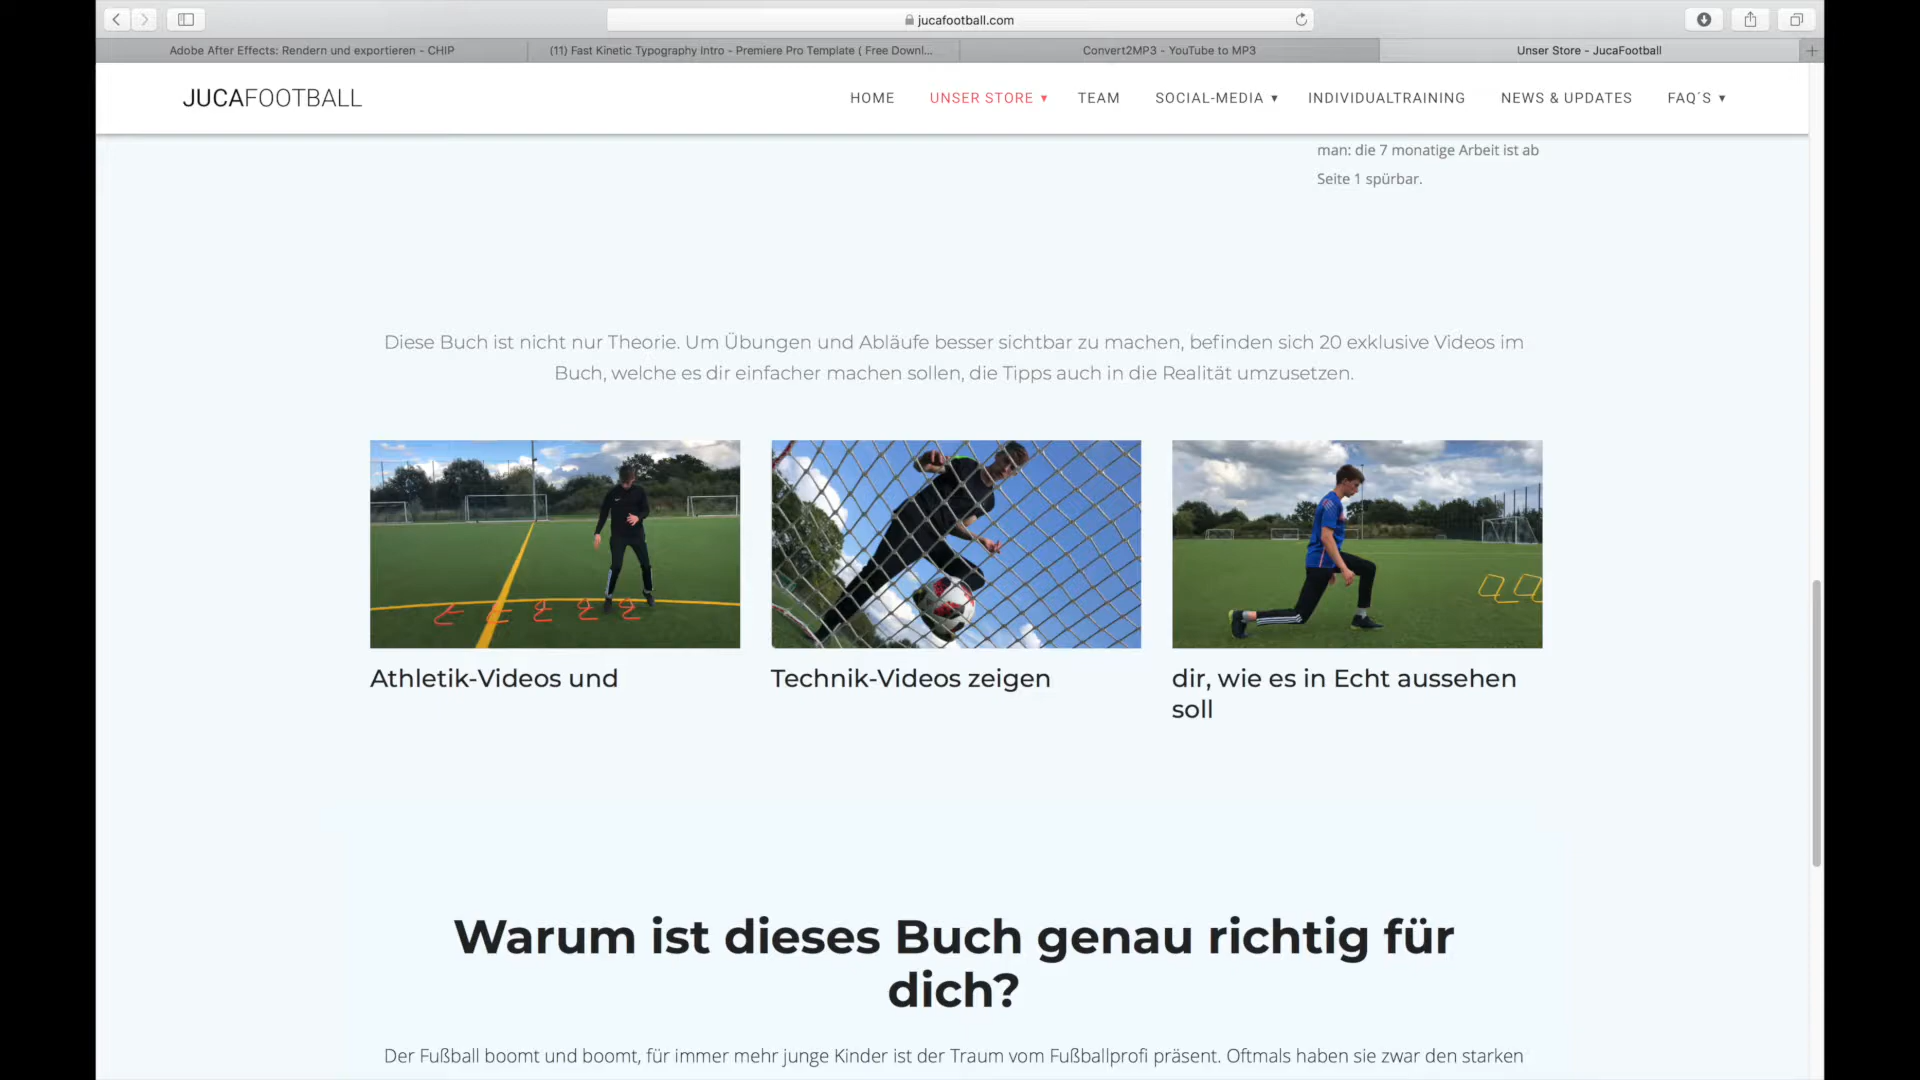 jucafootball.com
Adobe After Effects: Rendern und exportieren - CHIP
(11) Fast Kinetic Typography Intro - Premiere Pro Template ( Free Downl...
Convert2MP3 - YouTube to MP3
Unser Store - JucaFootball
JUCAFOOTBALL
HOME
UNSER STORE ▾
TEAM
SOCIAL-MEDIA ▾
INDIVIDUALTRAINING
NEWS & UPDATES
FAQ´S ▾
man: die 7 monatige Arbeit ist ab
Seite 1 spürbar.
Diese Buch ist nicht nur Theorie. Um Übungen und Abläufe besser sichtbar zu machen, befinden sich 20 exklusive Videos im
Buch, welche es dir einfacher machen sollen, die Tipps auch in die Realität umzusetzen.
Athletik-Videos und
Technik-Videos zeigen
dir, wie es in Echt aussehen
soll
Warum ist dieses Buch genau richtig für
dich?
Der Fußball boomt und boomt, für immer mehr junge Kinder ist der Traum vom Fußballprofi präsent. Oftmals haben sie zwar den starken